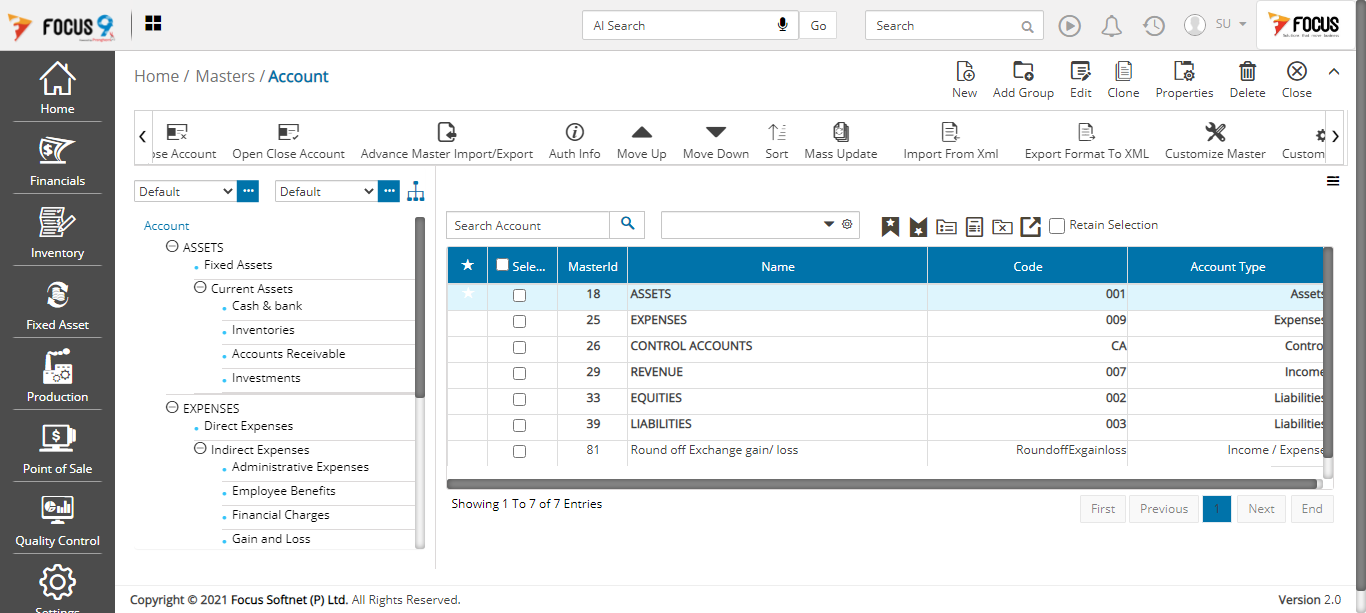 FOCUS 9
AI Search
Go
Search
SU
FOCUS
Home / Masters / Account
New
Add Group
Edit
Clone
Properties
Delete
Close
ose Account
Open Close Account
Advance Master Import/Export
Auth Info
Move Up
Move Down
Sort
Mass Update
Import From Xml
Export Format To XML
Customize Master
Custom
Home
Financials
Inventory
Fixed Asset
Production
Point of Sale
Quality Control
Settings
Default
Default
Account
ASSETS
Fixed Assets
Current Assets
Cash & bank
Inventories
Accounts Receivable
Investments
EXPENSES
Direct Expenses
Indirect Expenses
Administrative Expenses
Employee Benefits
Financial Charges
Gain and Loss
Search Account
Retain Selection
Sele... MasterId Name Code Account Type
18 ASSETS 001 Assets
25 EXPENSES 009 Expenses
26 CONTROL ACCOUNTS CA Contro
29 REVENUE 007 Income
33 EQUITIES 002 Liabilities
39 LIABILITIES 003 Liabilities
81 Round off Exchange gain/ loss RoundoffExgainloss Income / Expense
Showing 1 To 7 of 7 Entries
First Previous 1 Next End
Copyright © 2021 Focus Softnet (P) Ltd. All Rights Reserved.
Version 2.0